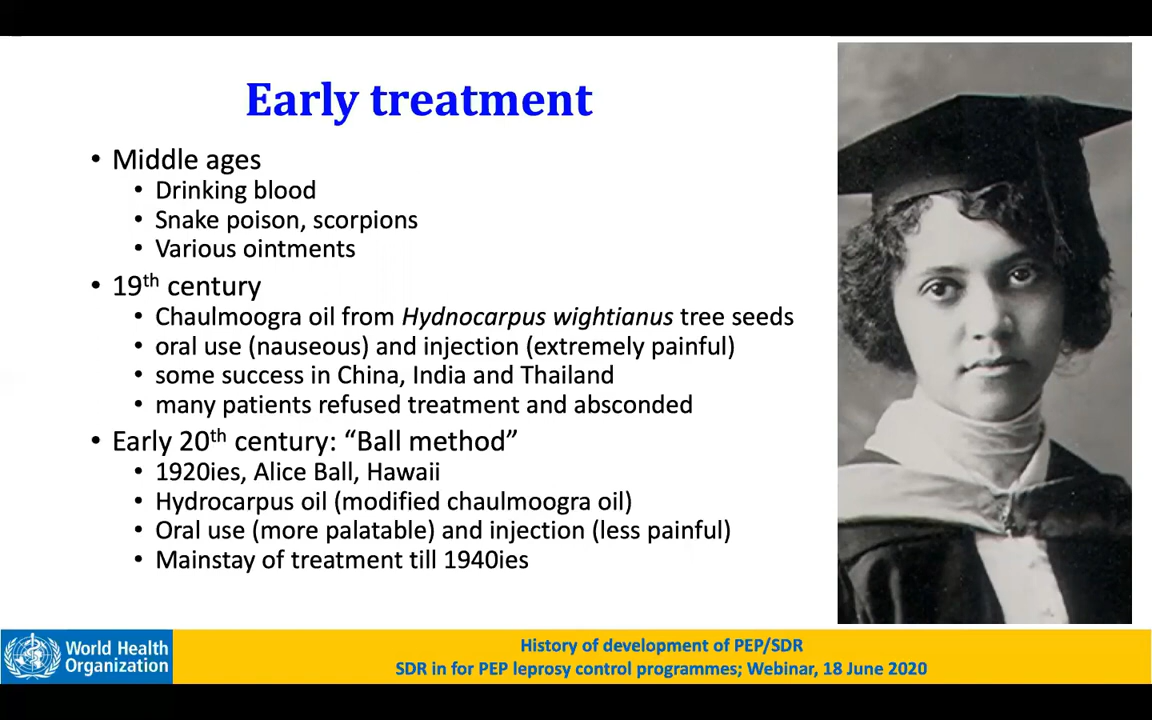 Early treatment
• Middle ages
• Drinking blood
• Snake poison, scorpions
• Various ointments
• 19th century
• Chaulmoogra oil from Hydnocarpus wightianus tree seeds
• oral use (nauseous) and injection (extremely painful)
• some success in China, India and Thailand
• many patients refused treatment and absconded
• Early 20th century: “Ball method”
• 1920ies, Alice Ball, Hawaii
• Hydrocarpus oil (modified chaulmoogra oil)
• Oral use (more palatable) and injection (less painful)
• Mainstay of treatment till 1940ies
World Health
Organization
History of development of PEP/SDR
SDR in for PEP leprosy control programmes; Webinar, 18 June 2020